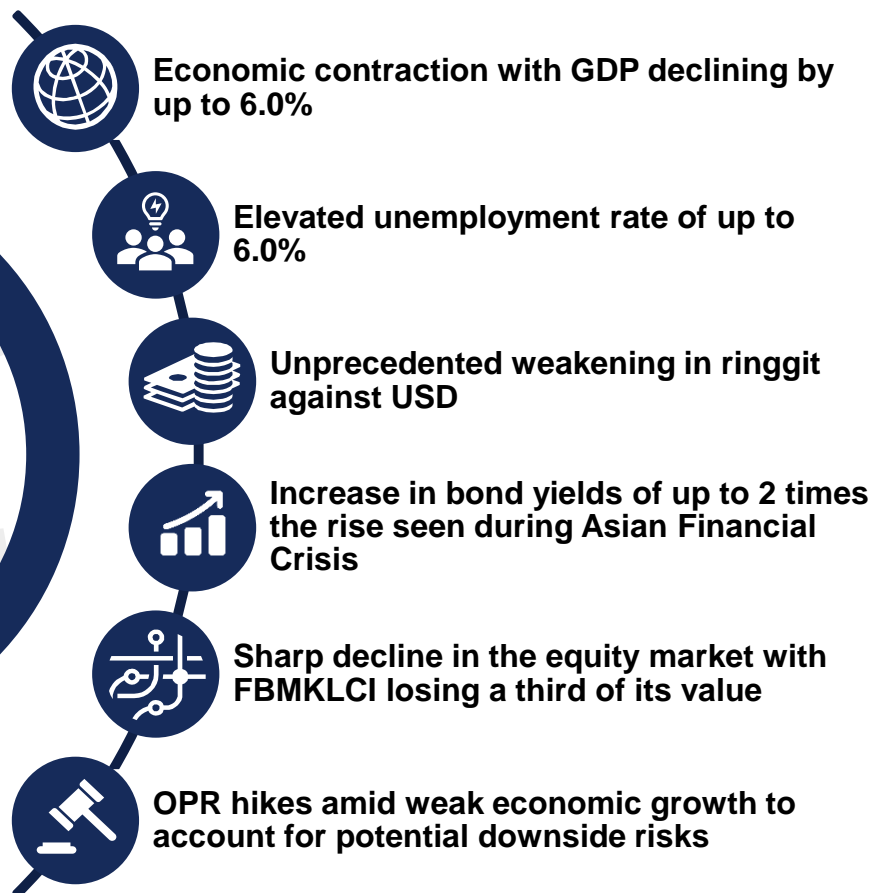 Economic contraction with GDP declining by
up to 6.0%
Elevated unemployment rate of up to
6.0%
Unprecedented weakening in ringgit
against USD
Increase in bond yields of up to 2 times
the rise seen during Asian Financial
Crisis
Sharp decline in the equity market with
FBMKLCI losing a third of its value
OPR hikes amid weak economic growth to
account for potential downside risks